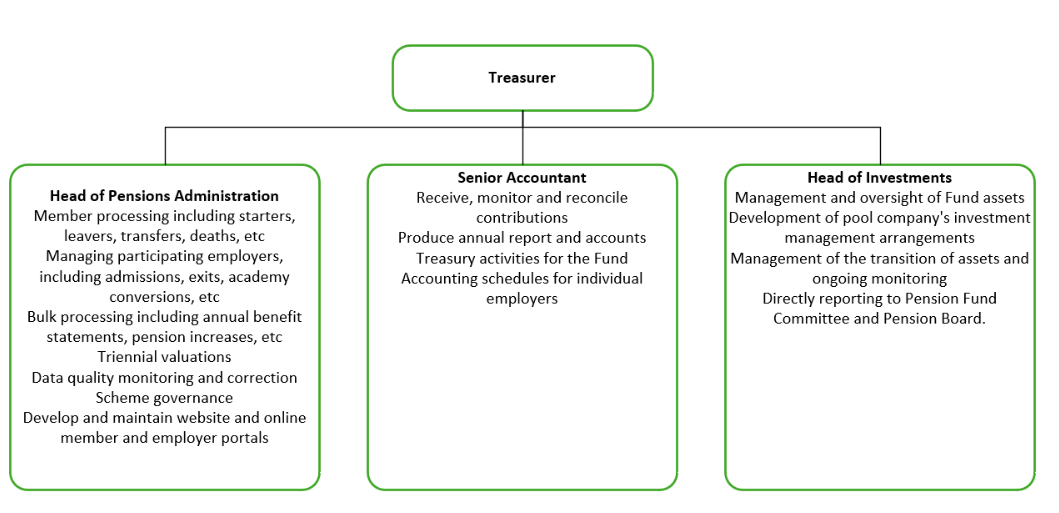 Treasurer
Head of Pensions Administration
Member processing including starters,
leavers, transfers, deaths, etc
Managing participating employers,
including admissions, exits, academy
conversions, etc
Bulk processing including annual benefit
statements, pension increases, etc
Triennial valuations
Data quality monitoring and correction
Scheme governance
Develop and maintain website and online
member and employer portals
Senior Accountant
Receive, monitor and reconcile
contributions
Produce annual report and accounts
Treasury activities for the Fund
Accounting schedules for individual
employers
Head of Investments
Management and oversight of Fund assets
Development of pool company's investment
management arrangements
Management of the transition of assets and
ongoing monitoring
Directly reporting to Pension Fund
Committee and Pension Board.